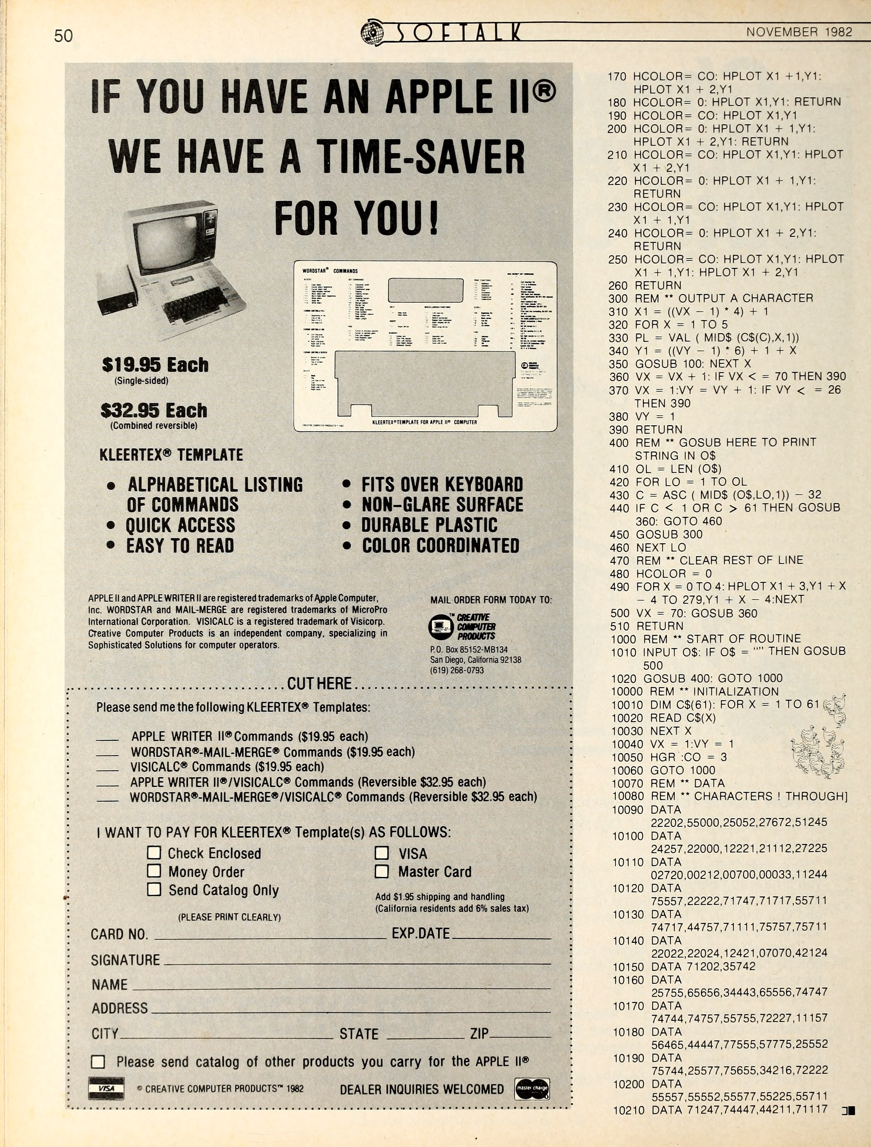 50
SOFTALK
NOVEMBER 1982
IF YOU HAVE AN APPLE II®
WE HAVE A TIME-SAVER
FOR YOU!
WORDSTAR® COMMANDS
KLEERTEX® TEMPLATE FOR APPLE II® COMPUTER
$19.95 Each
(Single-sided)
$32.95 Each
(Combined reversible)
KLEERTEX® TEMPLATE
• ALPHABETICAL LISTING
OF COMMANDS
• QUICK ACCESS
• EASY TO READ
• FITS OVER KEYBOARD
• NON-GLARE SURFACE
• DURABLE PLASTIC
• COLOR COORDINATED
APPLE II and APPLE WRITER II are registered trademarks of Apple Computer,
Inc. WORDSTAR and MAIL-MERGE are registered trademarks of MicroPro
International Corporation. VISICALC is a registered trademark of Visicorp.
Creative Computer Products is an independent company, specializing in
Sophisticated Solutions for computer operators.
MAIL ORDER FORM TODAY TO:
™ CREATIVE
COMPUTER
PRODUCTS
P.O. Box 85152-MB134
San Diego, California 92138
(619) 268-0793
CUT HERE
Please send me the following KLEERTEX® Templates:
___ APPLE WRITER II® Commands ($19.95 each)
___ WORDSTAR®-MAIL-MERGE® Commands ($19.95 each)
___ VISICALC® Commands ($19.95 each)
___ APPLE WRITER II®/VISICALC® Commands (Reversible $32.95 each)
___ WORDSTAR®-MAIL-MERGE®/VISICALC® Commands (Reversible $32.95 each)
I WANT TO PAY FOR KLEERTEX® Template(s) AS FOLLOWS:
☐ Check Enclosed
☐ Money Order
☐ Send Catalog Only
☐ VISA
☐ Master Card
Add $1.95 shipping and handling
(California residents add 6% sales tax)
(PLEASE PRINT CLEARLY)
CARD NO. ___ EXP.DATE ___
SIGNATURE ___
NAME ___
ADDRESS ___
CITY ___ STATE ___ ZIP ___
☐ Please send catalog of other products you carry for the APPLE II®
VISA
© CREATIVE COMPUTER PRODUCTS™ 1982
DEALER INQUIRIES WELCOMED
master charge
170 HCOLOR= CO: HPLOT X1 +1,Y1:
HPLOT X1 + 2,Y1
180 HCOLOR= 0: HPLOT X1,Y1: RETURN
190 HCOLOR= CO: HPLOT X1,Y1
200 HCOLOR= 0: HPLOT X1 + 1,Y1:
HPLOT X1 + 2,Y1: RETURN
210 HCOLOR= CO: HPLOT X1,Y1: HPLOT
X1 + 2,Y1
220 HCOLOR= 0: HPLOT X1 + 1,Y1:
RETURN
230 HCOLOR= CO: HPLOT X1,Y1: HPLOT
X1 + 1,Y1
240 HCOLOR= 0: HPLOT X1 + 2,Y1:
RETURN
250 HCOLOR= CO: HPLOT X1,Y1: HPLOT
X1 + 1,Y1: HPLOT X1 + 2,Y1
260 RETURN
300 REM ** OUTPUT A CHARACTER
310 X1 = ((VX − 1) * 4) + 1
320 FOR X = 1 TO 5
330 PL = VAL ( MID$ (C$(C),X,1))
340 Y1 = ((VY − 1) * 6) + 1 + X
350 GOSUB 100: NEXT X
360 VX = VX + 1: IF VX < = 70 THEN 390
370 VX = 1:VY = VY + 1: IF VY < = 26
THEN 390
380 VY = 1
390 RETURN
400 REM ** GOSUB HERE TO PRINT
STRING IN O$
410 OL = LEN (O$)
420 FOR LO = 1 TO OL
430 C = ASC ( MID$ (O$,LO,1)) − 32
440 IF C < 1 OR C > 61 THEN GOSUB
360: GOTO 460
450 GOSUB 300
460 NEXT LO
470 REM ** CLEAR REST OF LINE
480 HCOLOR = 0
490 FOR X = 0 TO 4: HPLOT X1 + 3,Y1 + X
− 4 TO 279,Y1 + X − 4:NEXT
500 VX = 70: GOSUB 360
510 RETURN
1000 REM ** START OF ROUTINE
1010 INPUT O$: IF O$ = "" THEN GOSUB
500
1020 GOSUB 400: GOTO 1000
10000 REM ** INITIALIZATION
10010 DIM C$(61): FOR X = 1 TO 61
10020 READ C$(X)
10030 NEXT X
10040 VX = 1:VY = 1
10050 HGR :CO = 3
10060 GOTO 1000
10070 REM ** DATA
10080 REM ** CHARACTERS ! THROUGH]
10090 DATA
22202,55000,25052,27672,51245
10100 DATA
24257,22000,12221,21112,27225
10110 DATA
02720,00212,00700,00033,11244
10120 DATA
75557,22222,71747,71717,55711
10130 DATA
74717,44757,71111,75757,75711
10140 DATA
22022,22024,12421,07070,42124
10150 DATA 71202,35742
10160 DATA
25755,65656,34443,65556,74747
10170 DATA
74744,74757,55755,72227,11157
10180 DATA
56465,44447,77555,57775,25552
10190 DATA
75744,25577,75655,34216,72222
10200 DATA
55557,55552,55577,55225,55711
10210 DATA 71247,74447,44211,71117